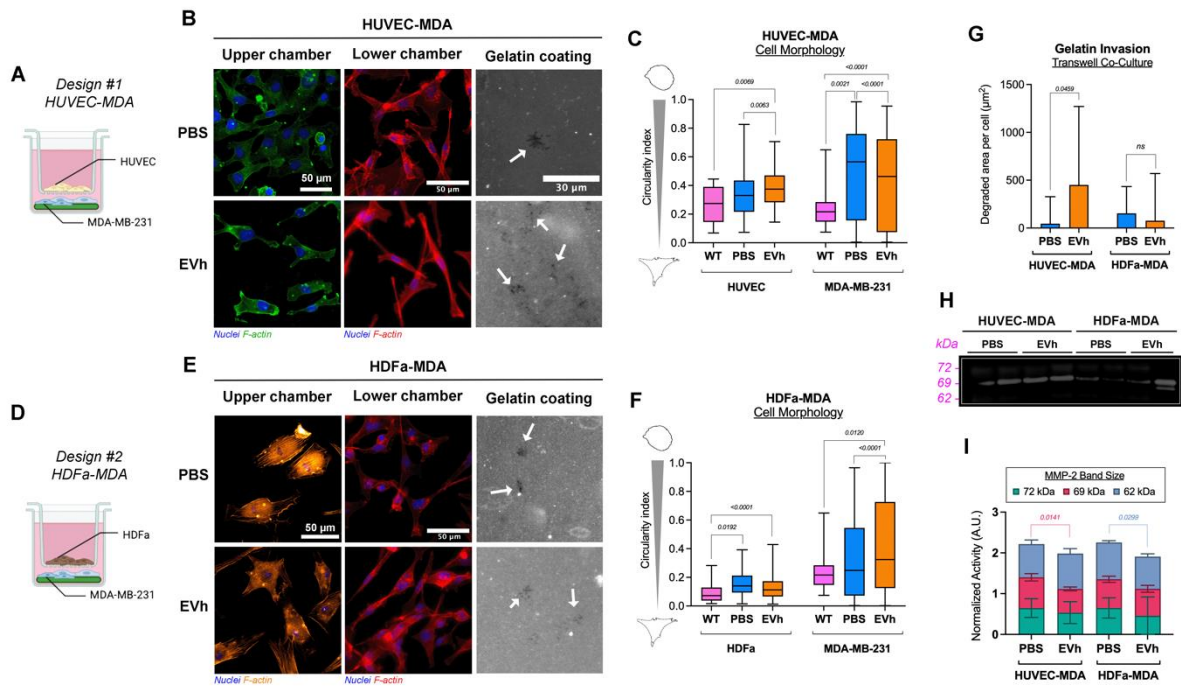 A
Design #1
HUVEC-MDA
HUVEC
MDA-MB-231
B
HUVEC-MDA
Upper chamber
Lower chamber
Gelatin coating
PBS
50 µm
50 µm
30 µm
EVh
Nuclei F-actin
Nuclei F-actin
C
HUVEC-MDA
Cell Morphology
<0.0001
0.0069
0.0021
<0.0001
0.0063
Circularity index
1.0
0.8
0.6
0.4
0.2
0.0
WT
PBS
EVh
WT
PBS
EVh
HUVEC
MDA-MB-231
D
Design #2
HDFa-MDA
HDFa
MDA-MB-231
E
HDFa-MDA
Upper chamber
Lower chamber
Gelatin coating
PBS
50 µm
50 µm
EVh
Nuclei F-actin
Nuclei F-actin
F
HDFa-MDA
Cell Morphology
0.0120
<0.0001
<0.0001
0.0192
Circularity index
1.0
0.8
0.6
0.4
0.2
0.0
WT
PBS
EVh
WT
PBS
EVh
HDFa
MDA-MB-231
G
Gelatin Invasion
Transwell Co-Culture
0.0459
ns
Degraded area per cell (µm²)
1500
1000
500
0
PBS
EVh
PBS
EVh
HUVEC-MDA
HDFa-MDA
H
HUVEC-MDA
HDFa-MDA
kDa
PBS
EVh
PBS
EVh
72
69
62
I
MMP-2 Band Size
72 kDa
69 kDa
62 kDa
0.0141
0.0299
Normalized Activity (A.U.)
3
2
1
0
PBS
EVh
PBS
EVh
HUVEC-MDA
HDFa-MDA